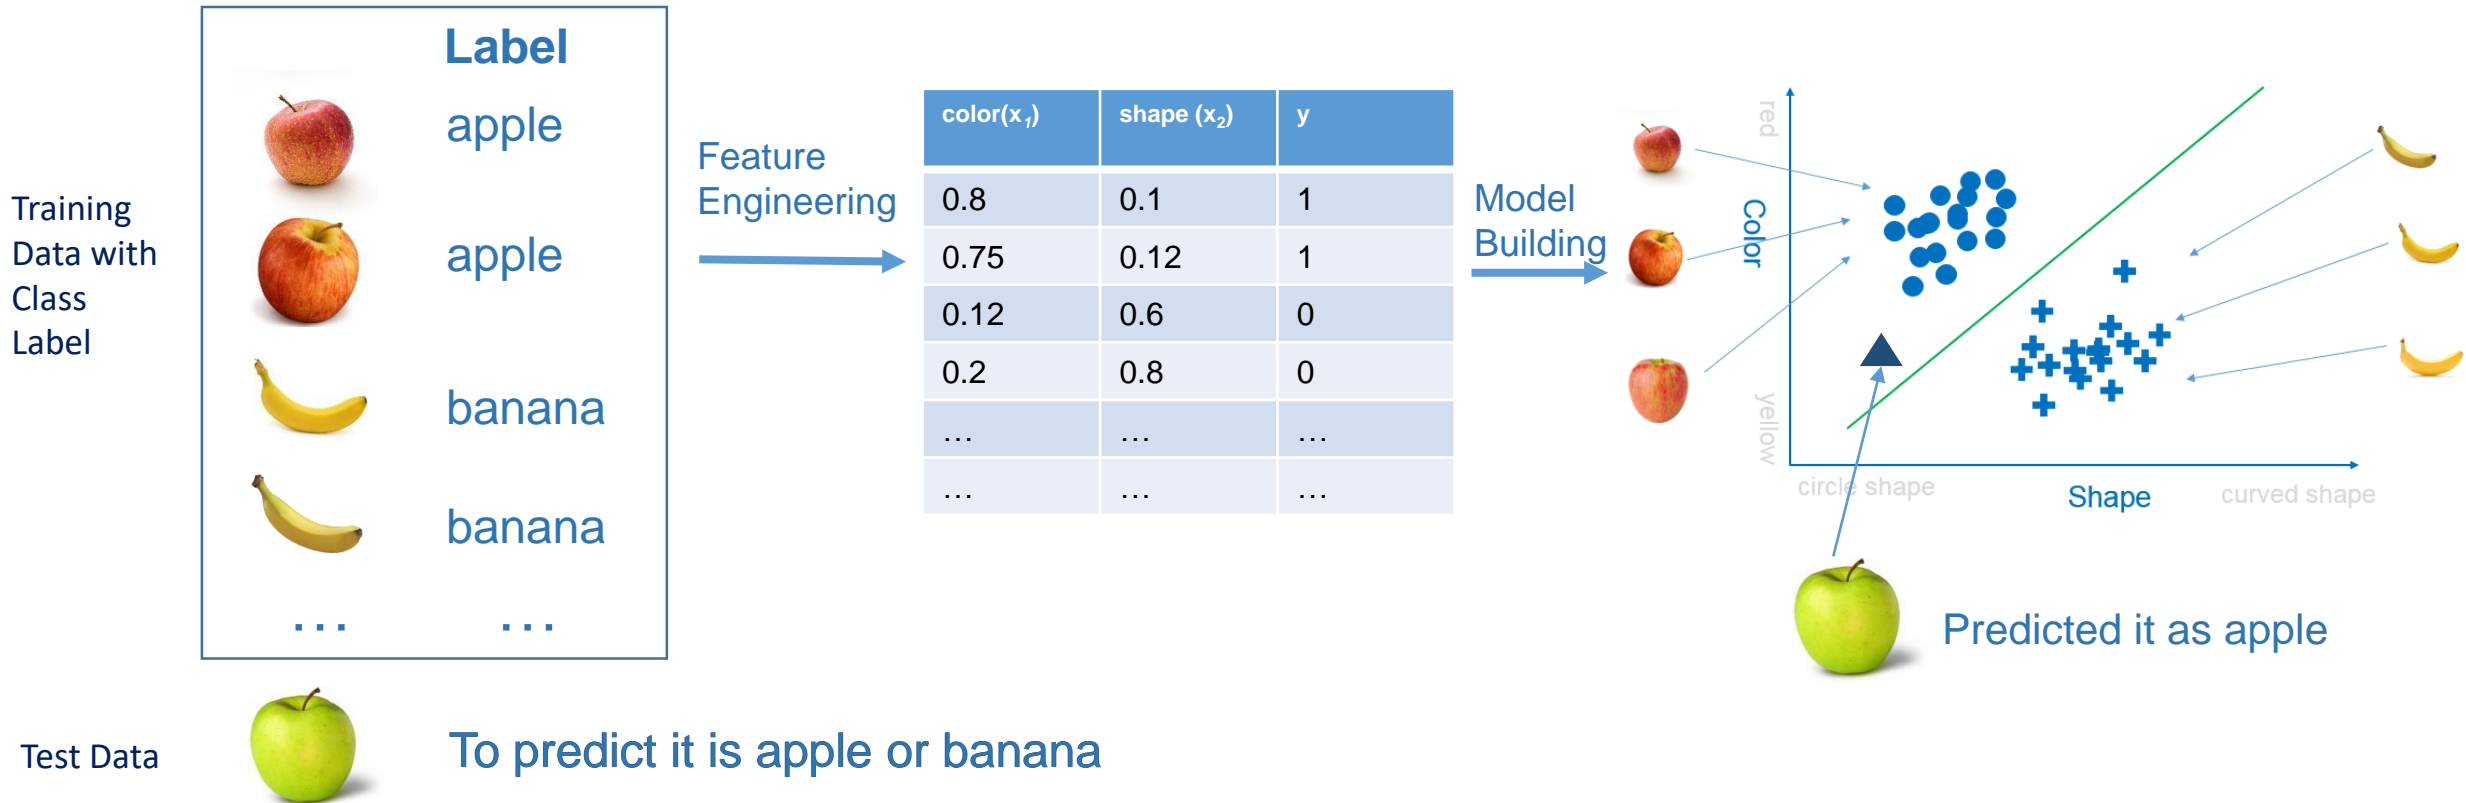 Training
Data with
Class
Label
Label
apple
apple
banana
banana
... ...
Feature
Engineering
color(x1) shape (x2) y
0.8 0.1 1
0.75 0.12 1
0.12 0.6 0
0.2 0.8 0
… … …
… … …
Model
Building
red
Color
yellow
circle shape
Shape
curved shape
Predicted it as apple
Test Data
To predict it is apple or banana